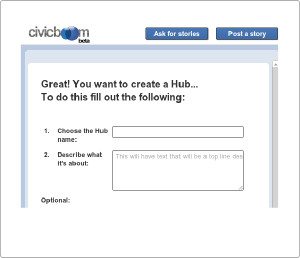 civicboom
beta
Ask for stories
Post a story
Great! You want to create a Hub...
To do this fill out the following:
1. Choose the Hub
name:
2. Describe what
it's about:
This will have text that will be a top line des
Optional: